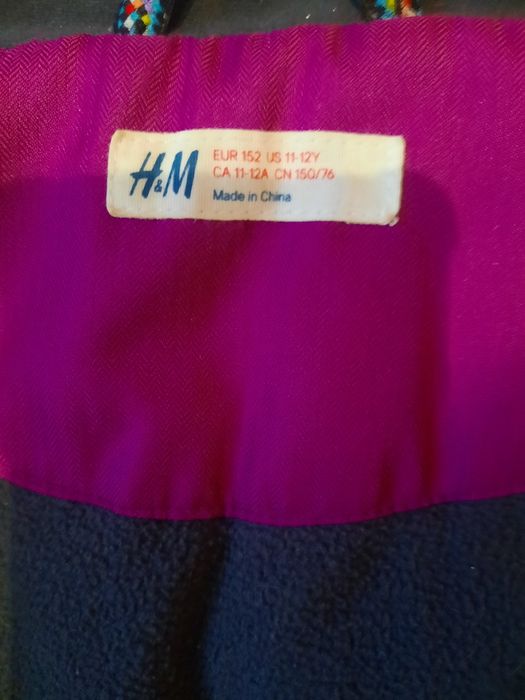 H&M
EUR 152 US 11-12Y
CA 11-12A CN 150/76
Made in China